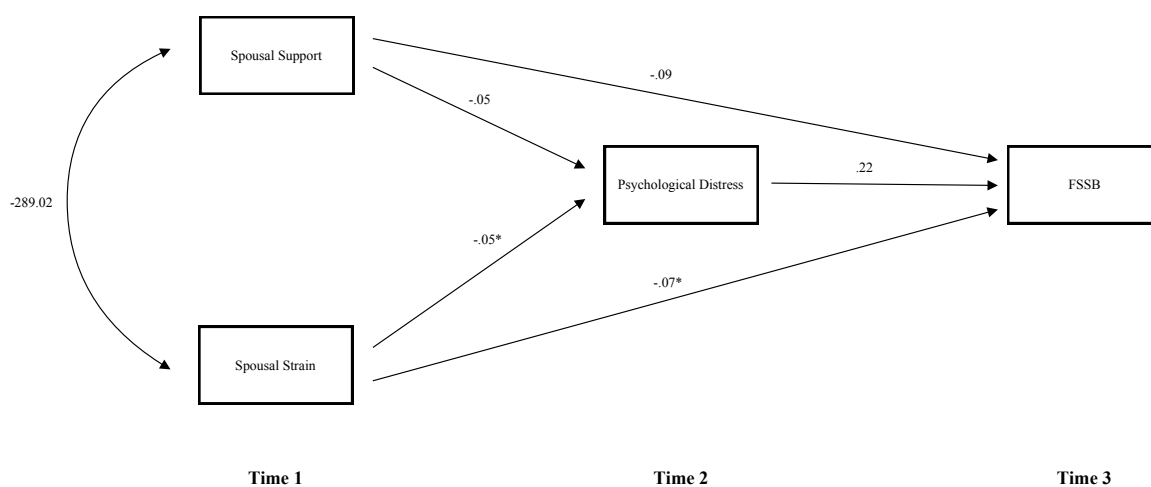 Spousal Support
-.09
-.05
Psychological Distress
.22
FSSB
-289.02
-.05*
-.07*
Spousal Strain
Time 1
Time 2
Time 3